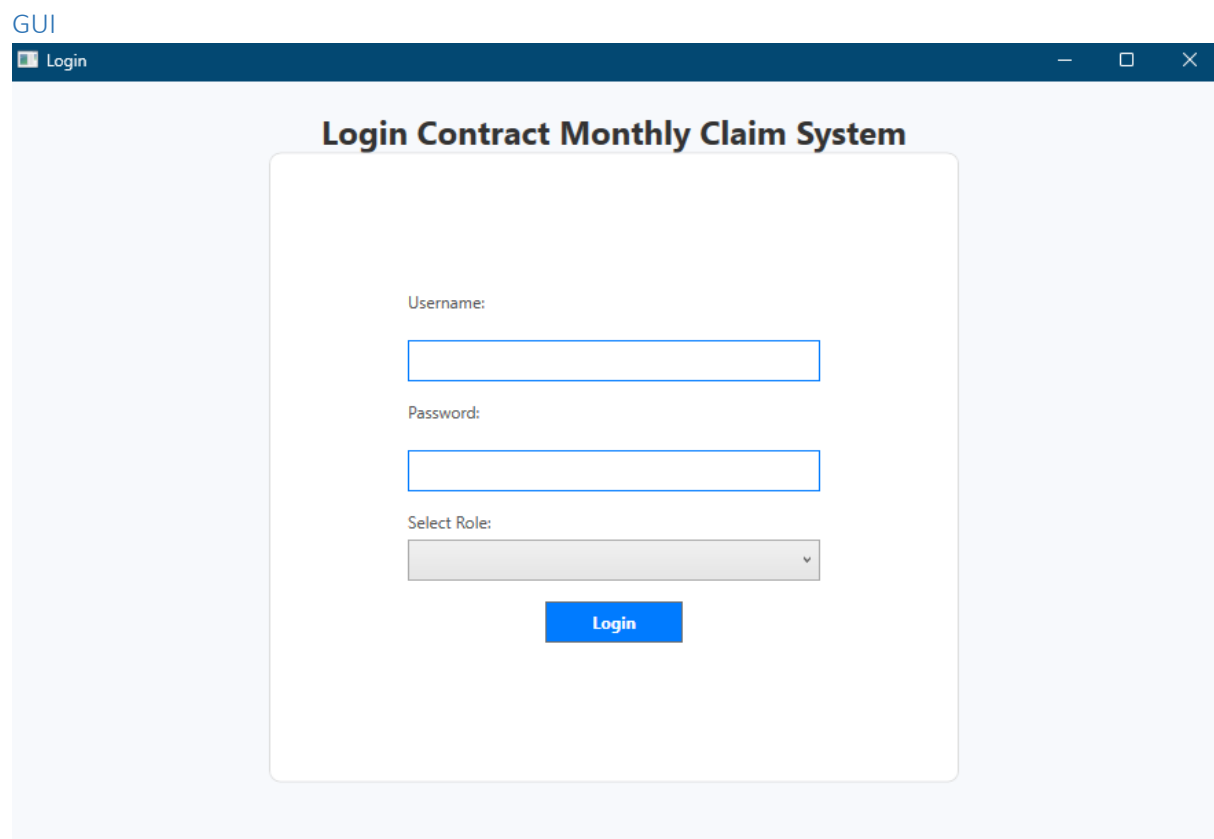 GUI
Login
Login Contract Monthly Claim System
Username:
Password:
Select Role:
Login